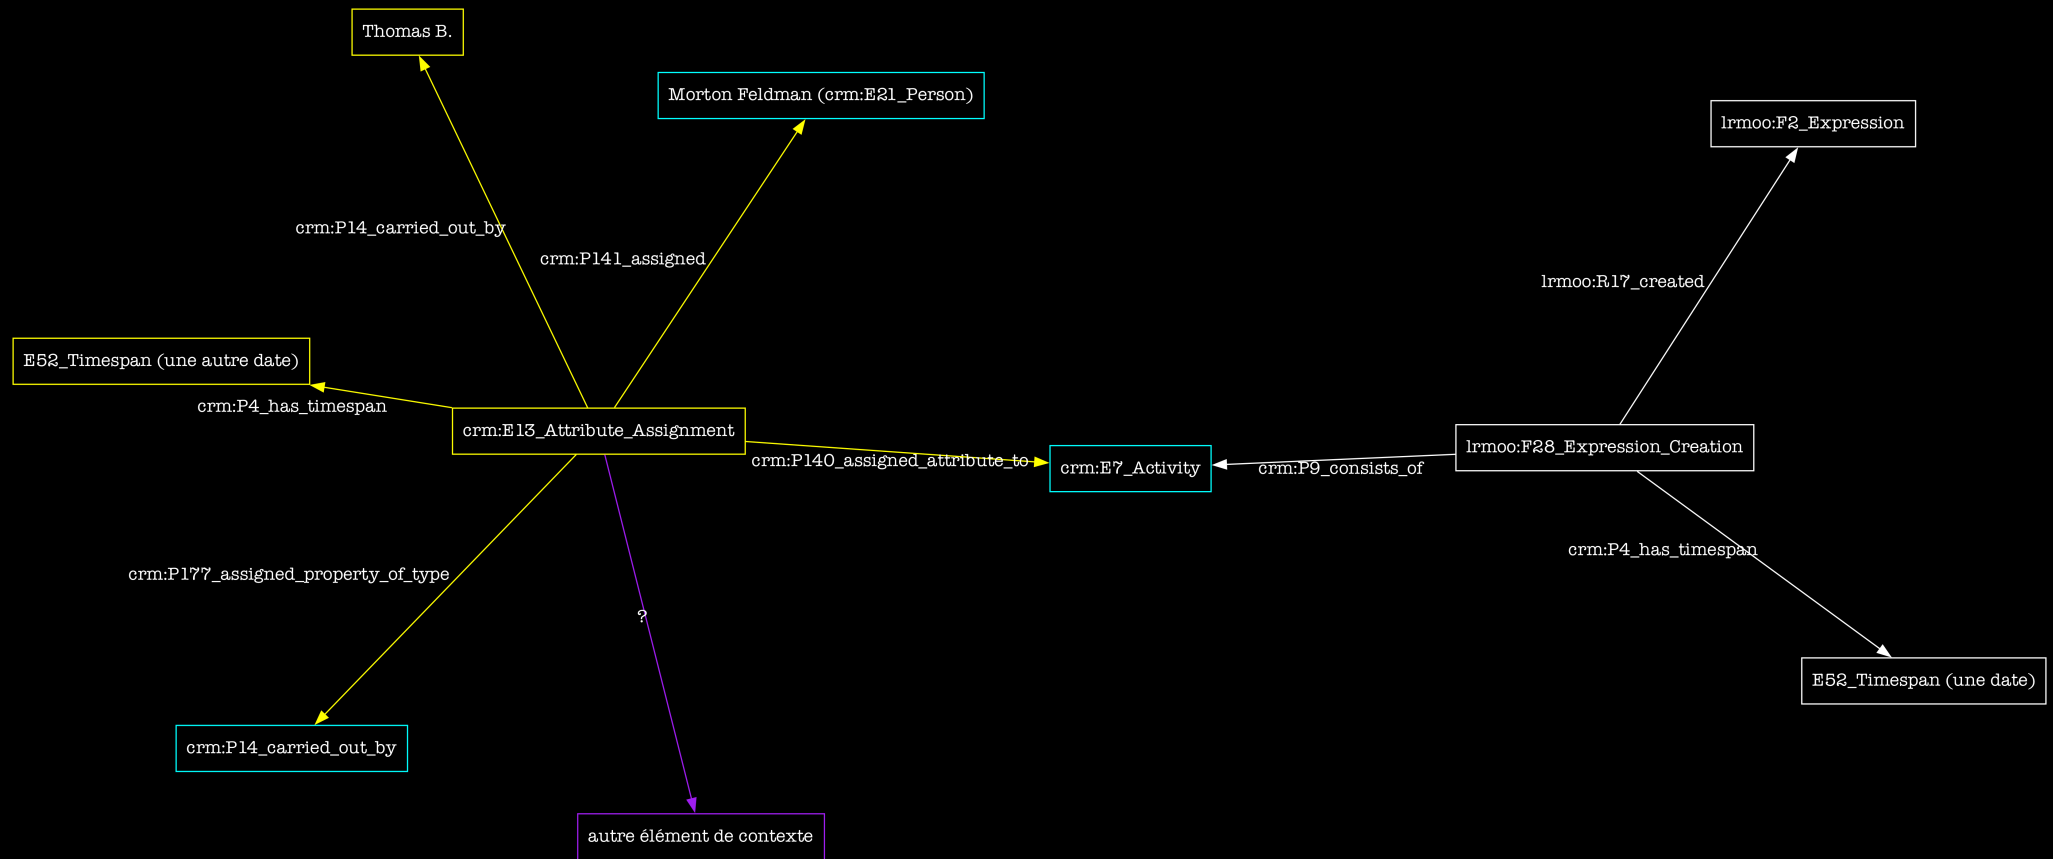 Thomas B.
Morton Feldman (crm:E21_Person)
lrmoo:F2_Expression
crm:P14_carried_out_by
crm:P141_assigned
lrmoo:R17_created
E52_Timespan (une autre date)
crm:P4_has_timespan
crm:E13_Attribute_Assignment
crm:P140_assigned_attribute_to
crm:E7_Activity
crm:P9_consists_of
lrmoo:F28_Expression_Creation
crm:P4_has_timespan
crm:P177_assigned_property_of_type
?
E52_Timespan (une date)
crm:P14_carried_out_by
autre élément de contexte